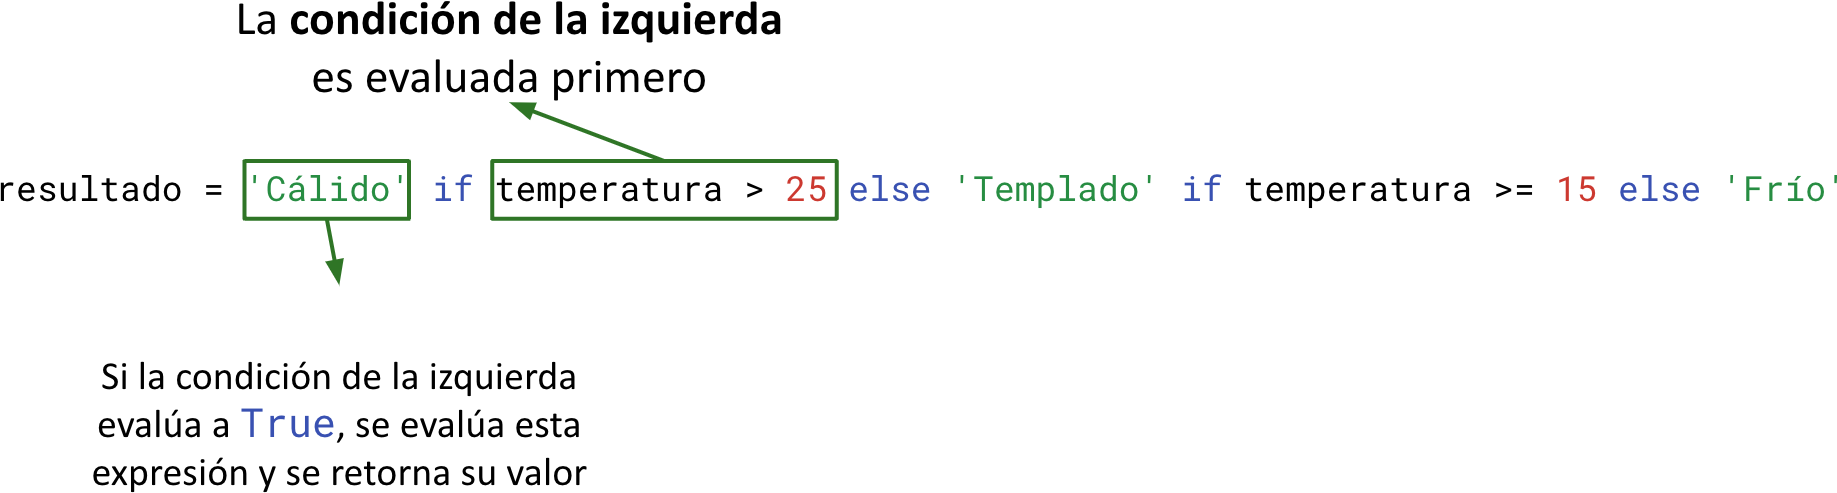 La condición de la izquierda
es evaluada primero
resultado = 'Cálido' if temperatura > 25 else 'Templado' if temperatura >= 15 else 'Frío'
Si la condición de la izquierda
evalúa a True, se evalúa esta
expresión y se retorna su valor